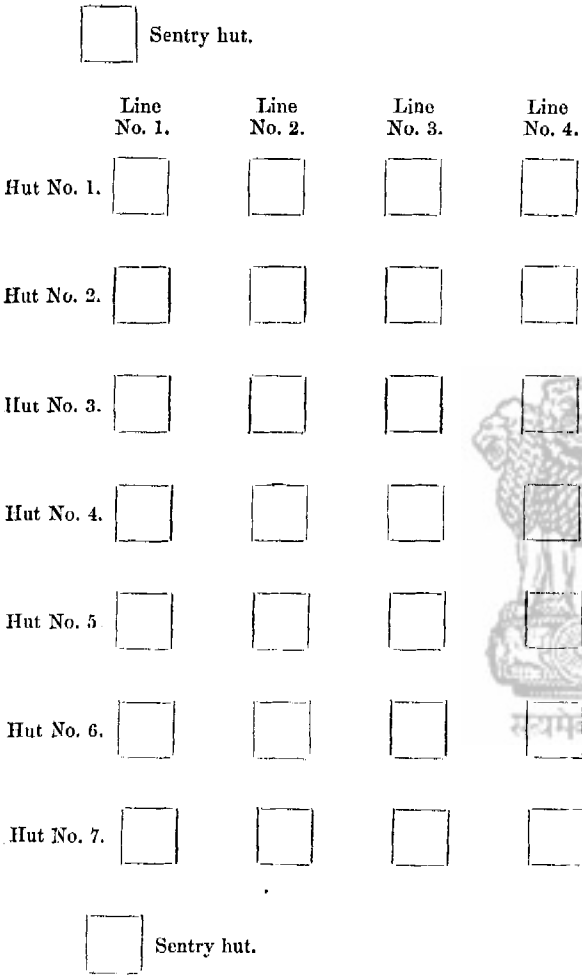 Sentry hut.
Line Line Line Line
No. 1. No. 2. No. 3. No. 4.
Hut No. 1.
Hut No. 2.
Hut No. 3.
Hut No. 4.
Hut No. 5
Hut No. 6.
Hut No. 7.
Sentry hut.